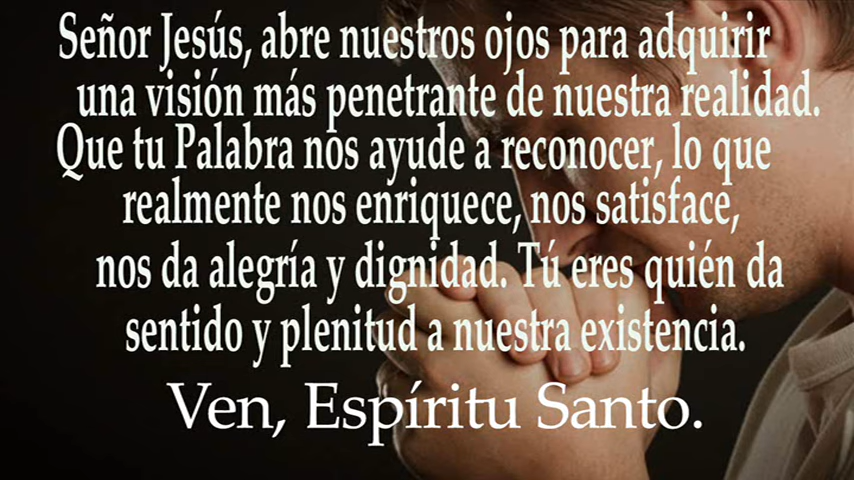 Señor Jesús, abre nuestros ojos para adquirir
una visión más penetrante de nuestra realidad.
Que tu Palabra nos ayude a reconocer, lo que
realmente nos enriquece, nos satisface,
nos da alegría y dignidad. Tú eres quién da
sentido y plenitud a nuestra existencia.
Ven, Espíritu Santo.